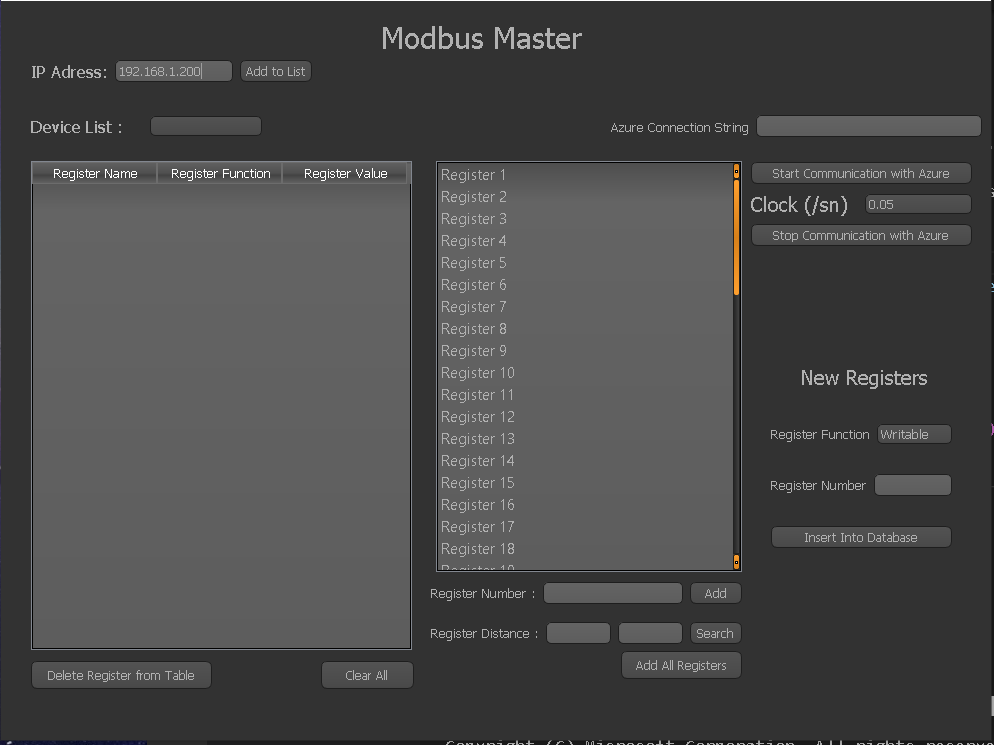 Modbus Master
IP Adress: 192.168.1.200 Add to List
Device List :
Azure Connection String
Register Name Register Function Register Value
Register 1
Register 2
Register 3
Register 4
Register 5
Register 6
Register 7
Register 8
Register 9
Register 10
Register 11
Register 12
Register 13
Register 14
Register 15
Register 16
Register 17
Register 18
Register 19
Start Communication with Azure
Clock (/sn) 0.05
Stop Communication with Azure
New Registers
Register Function Writable
Register Number
Insert Into Database
Register Number : Add
Register Distance : Search
Add All Registers
Delete Register from Table Clear All
Copyright (C) Microsoft Corporation. All rights reserve